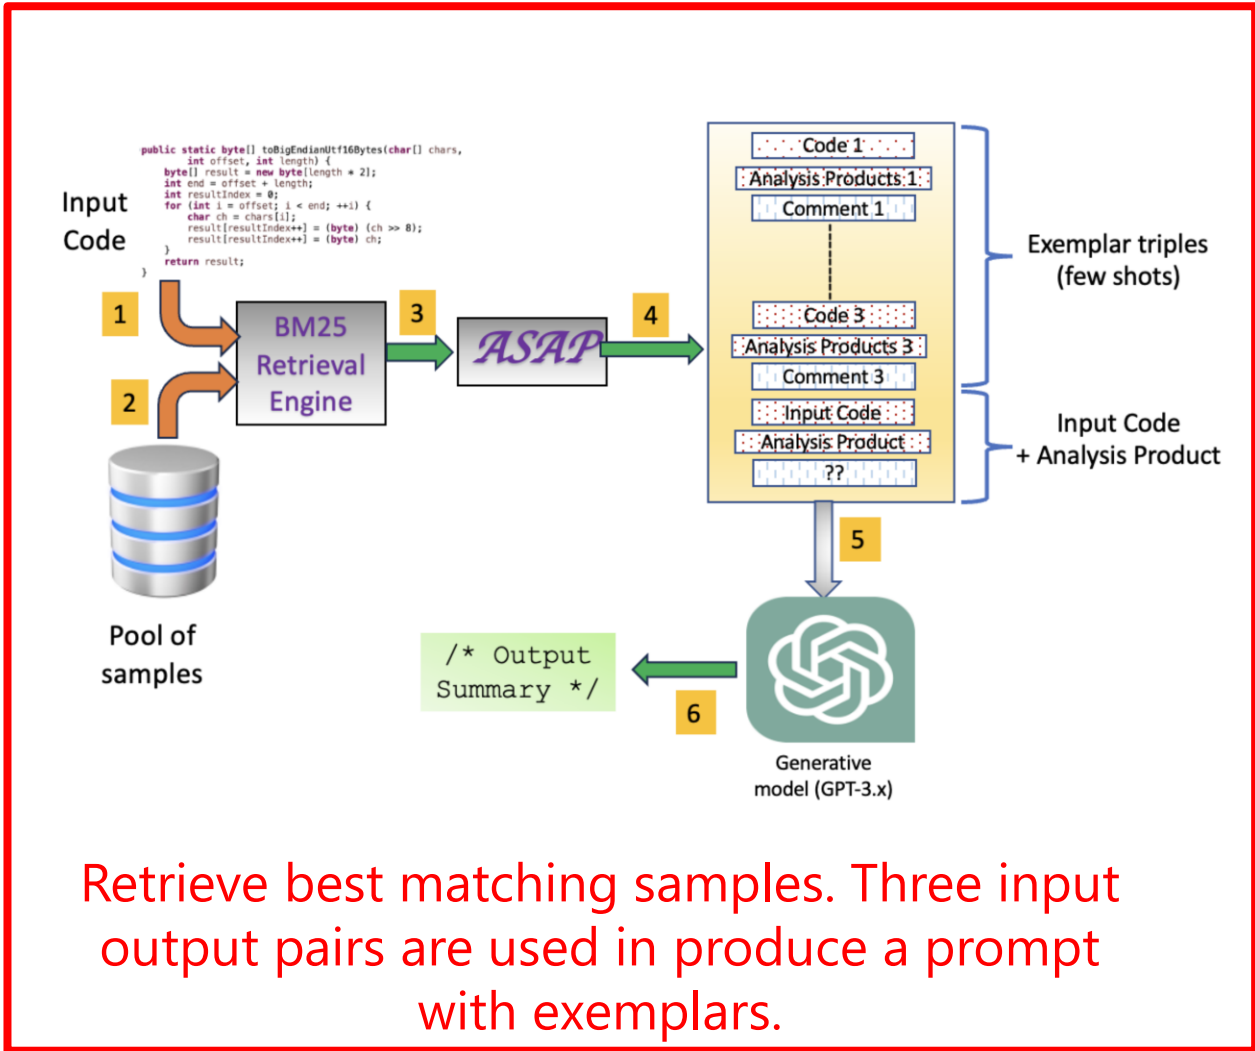 public static byte[] toBigEndianUtf16Bytes(char[] chars,
int offset, int length) {
byte[] result = new byte[length * 2];
int end = offset + length;
int resultIndex = 0;
for (int i = offset; i < end; ++i) {
char ch = chars[i];
result[resultIndex++] = (byte) (ch >> 8);
result[resultIndex++] = (byte) ch;
}
return result;
}
Input
Code
1
2
BM25
Retrieval
Engine
3
ASAP
4
Code 1
Analysis Products 1
Comment 1
Code 3
Analysis Products 3
Comment 3
Input Code
Analysis Product
??
Exemplar triples
(few shots)
Input Code
+ Analysis Product
Pool of
samples
5
Generative
model (GPT-3.x)
6
/* Output
Summary */
Retrieve best matching samples. Three input
output pairs are used in produce a prompt
with exemplars.